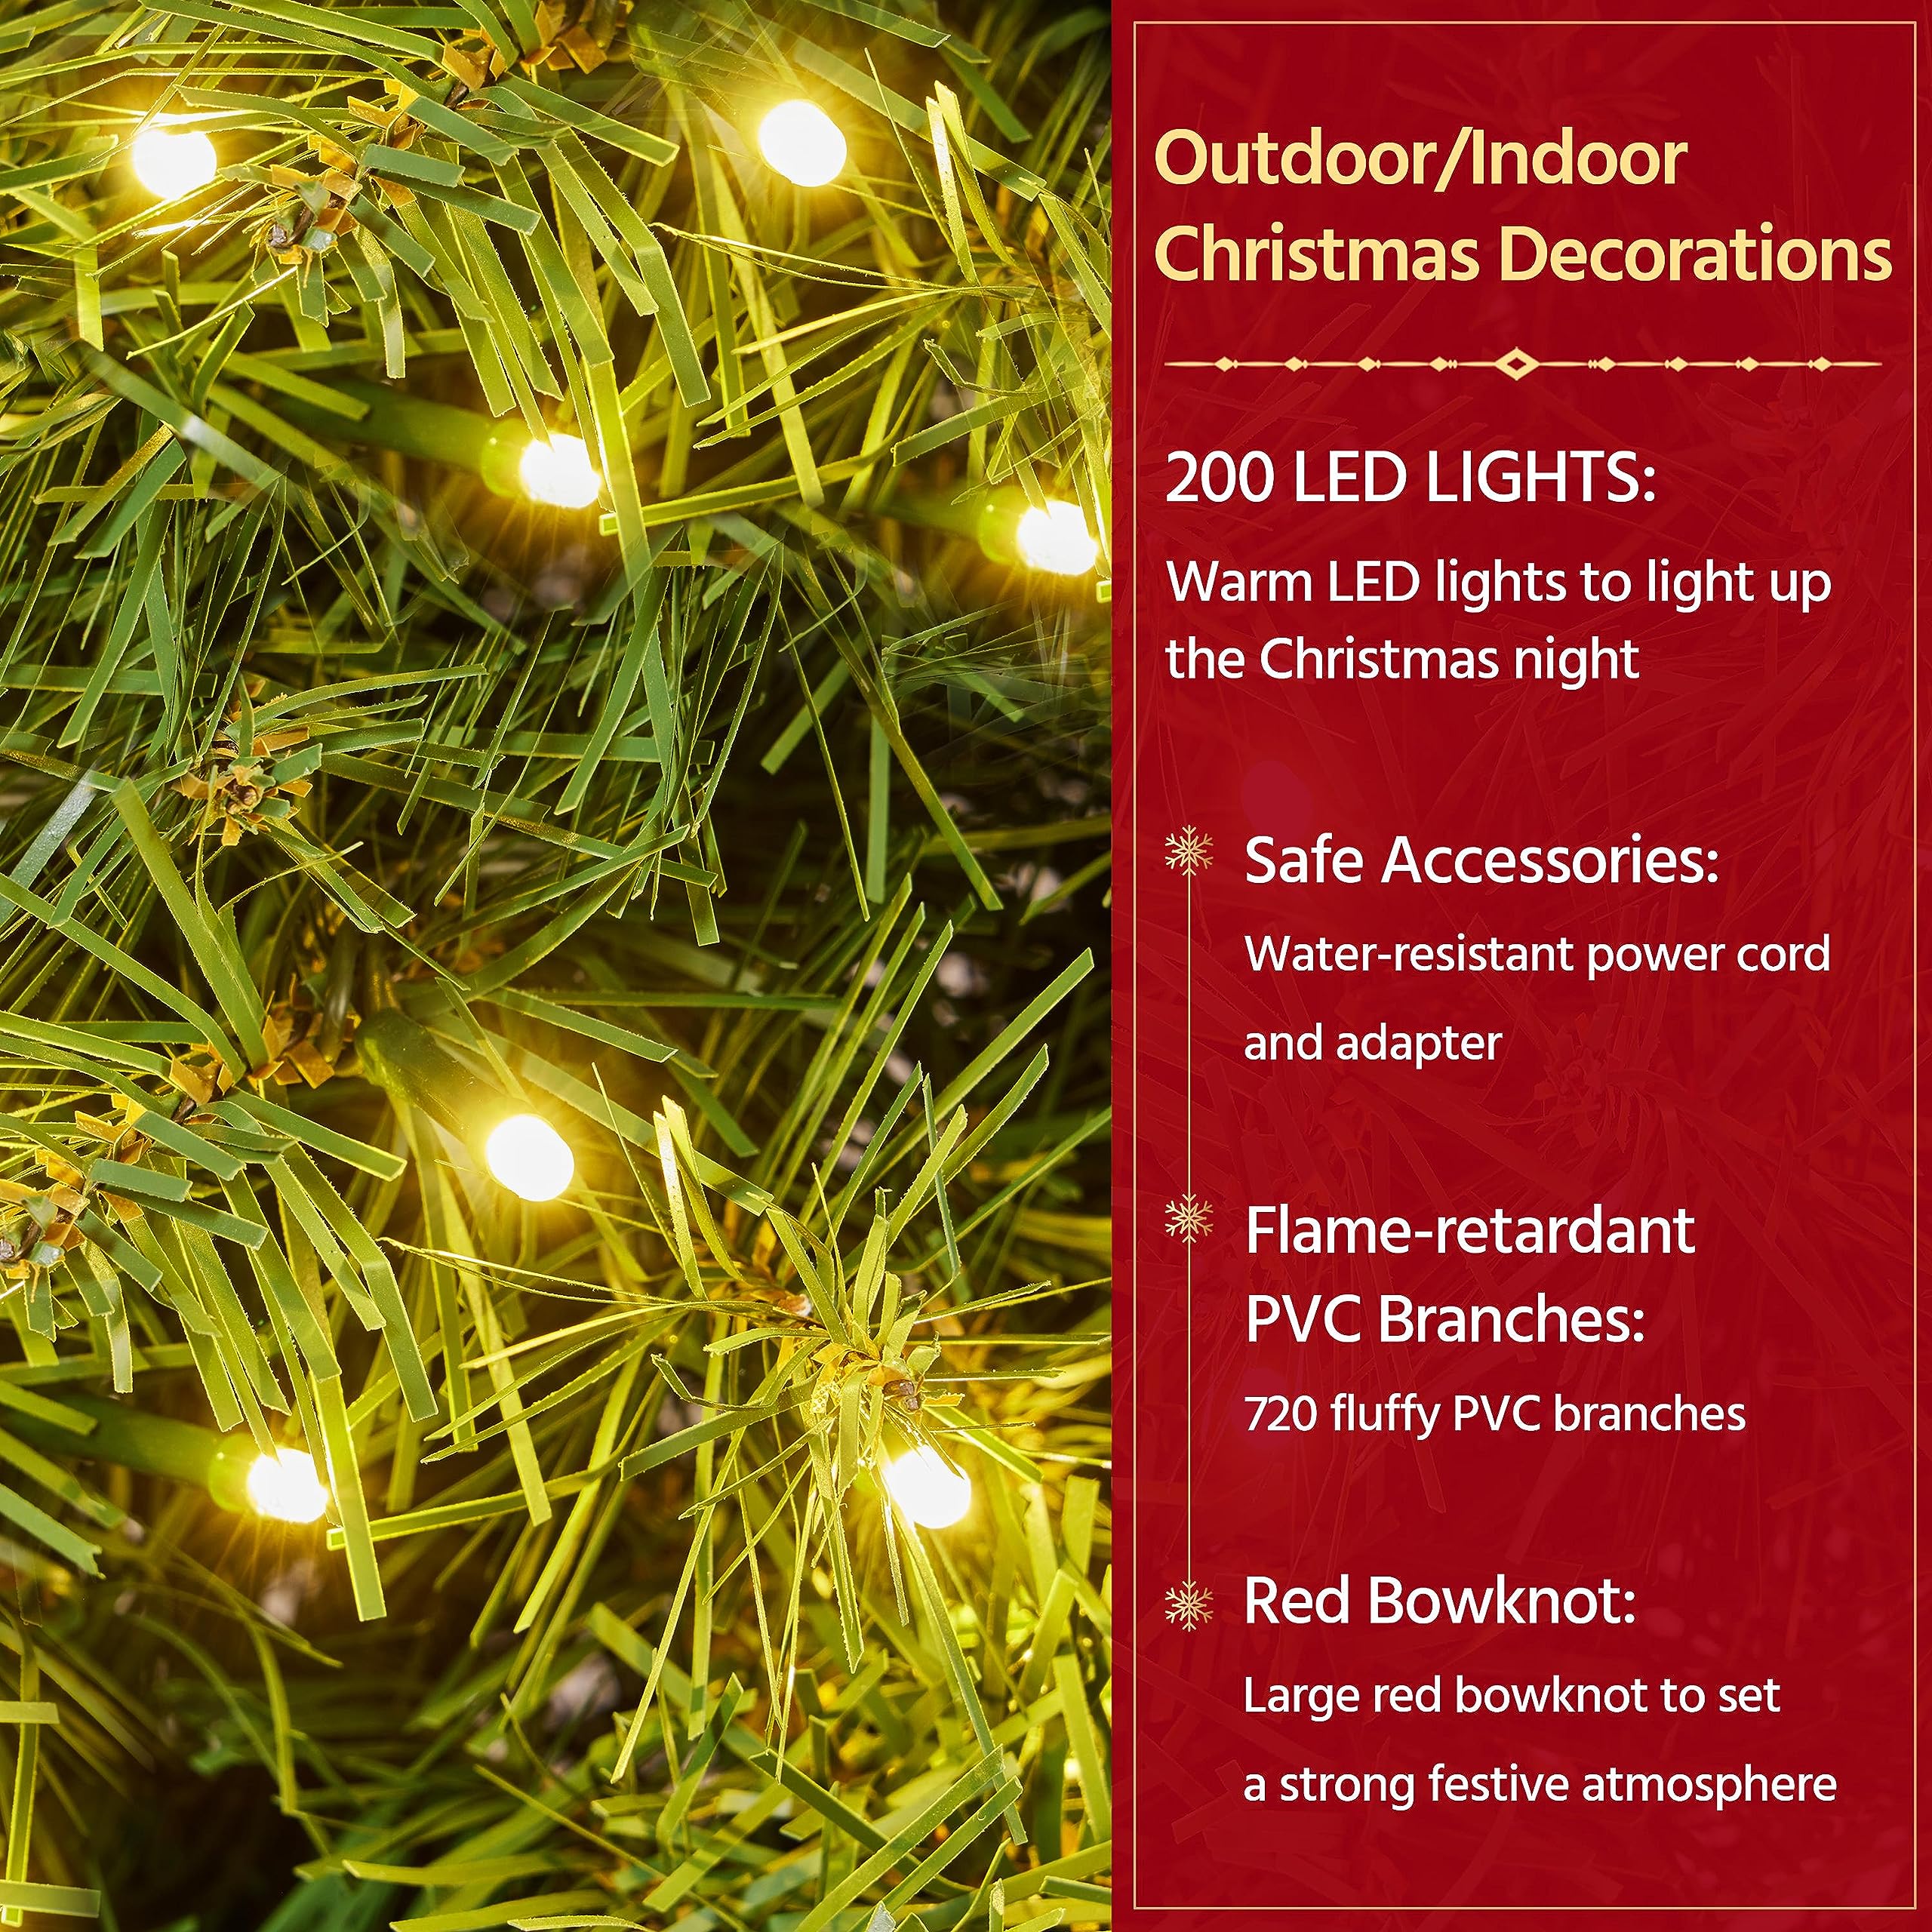 Outdoor/Indoor
Christmas Decorations
200 LED LIGHTS:
Warm LED lights to light up
the Christmas night
Safe Accessories:
Water-resistant power cord
and adapter
Flame-retardant
PVC Branches:
720 fluffy PVC branches
Red Bowknot:
Large red bowknot to set
a strong festive atmosphere